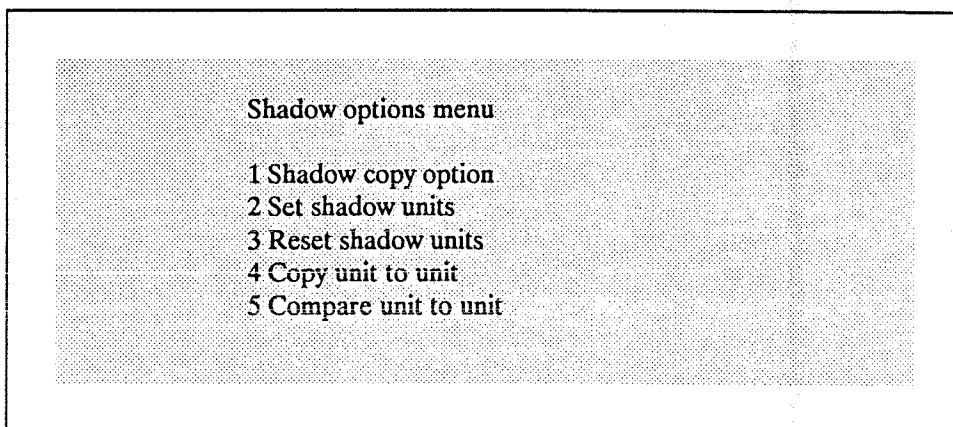 Shadow options menu
1 Shadow copy option
2 Set shadow units
3 Reset shadow units
4 Copy unit to unit
5 Compare unit to unit